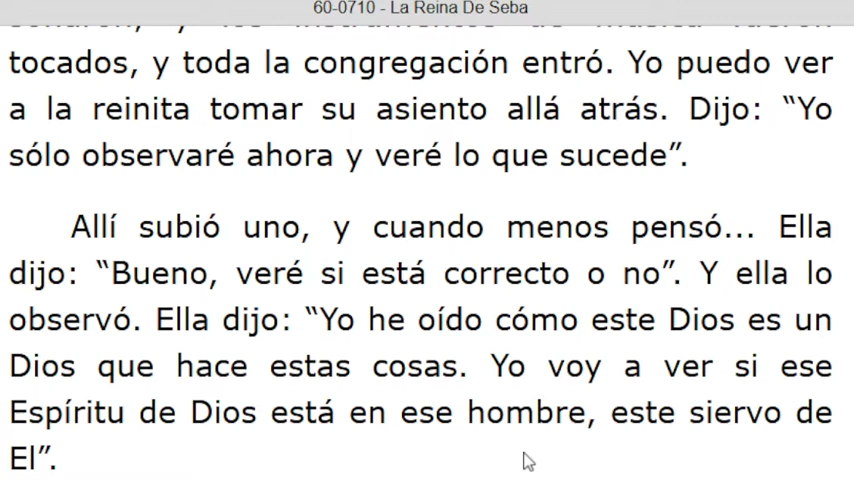 60-0710 - La Reina De Seba
tocados, y toda la congregación entró. Yo puedo ver
a la reinita tomar su asiento allá atrás. Dijo: “Yo
sólo observaré ahora y veré lo que sucede”.
Allí subió uno, y cuando menos pensó... Ella
dijo: “Bueno, veré si está correcto o no”. Y ella lo
observó. Ella dijo: “Yo he oído cómo este Dios es un
Dios que hace estas cosas. Yo voy a ver si ese
Espíritu de Dios está en ese hombre, este siervo de
El”.